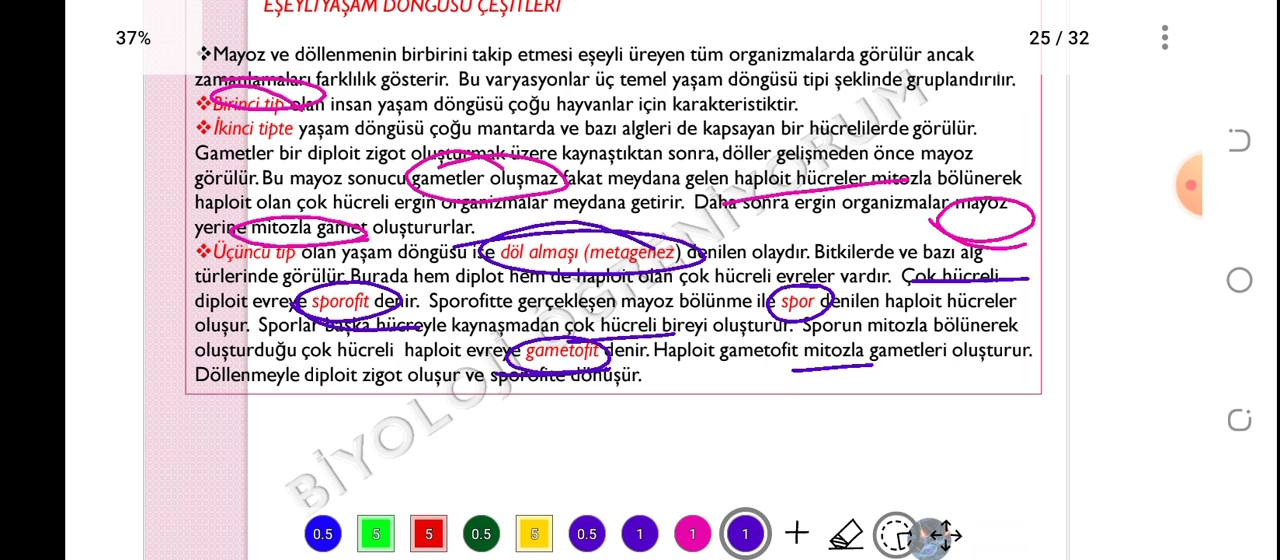 EŞEYLİ YAŞAM DÖNGÜSÜ ÇEŞİTLERİ
37%
25 / 32
❖Mayoz ve döllenmenin birbirini takip etmesi eşeyli üreyen tüm organizmalarda görülür ancak
zamanlamaları farklılık gösterir. Bu varyasyonlar üç temel yaşam döngüsü tipi şeklinde gruplandırılır.
❖Birinci tip olan insan yaşam döngüsü çoğu hayvanlar için karakteristiktir.
❖İkinci tipte yaşam döngüsü çoğu mantarda ve bazı algleri de kapsayan bir hücrelilerde görülür.
Gametler bir diploit zigot oluşturmak üzere kaynaştıktan sonra, döller gelişmeden önce mayoz
görülür. Bu mayoz sonucu gametler oluşmaz fakat meydana gelen haploit hücreler mitozla bölünerek
haploit olan çok hücreli ergin organizmalar meydana getirir. Daha sonra ergin organizmalar mayoz
yerine mitozla gamet oluştururlar.
❖Üçüncü tip olan yaşam döngüsü ise döl almaşı (metagenez) denilen olaydır. Bitkilerde ve bazı alg
türlerinde görülür. Burada hem diplot hem de haploit olan çok hücreli evreler vardır. Çok hücreli
diploit evreye sporofit denir. Sporofitte gerçekleşen mayoz bölünme ile spor denilen haploit hücreler
oluşur. Sporlar başka hücreyle kaynaşmadan çok hücreli bireyi oluşturur. Sporun mitozla bölünerek
oluşturduğu çok hücreli haploit evreye gametofit denir. Haploit gametofit mitozla gametleri oluşturur.
Döllenmeyle diploit zigot oluşur ve sporofite dönüşür.
BİYOLOJİ ÖĞRENİYORUM
0.5 5 5 0.5 5 0.5 1 1 1